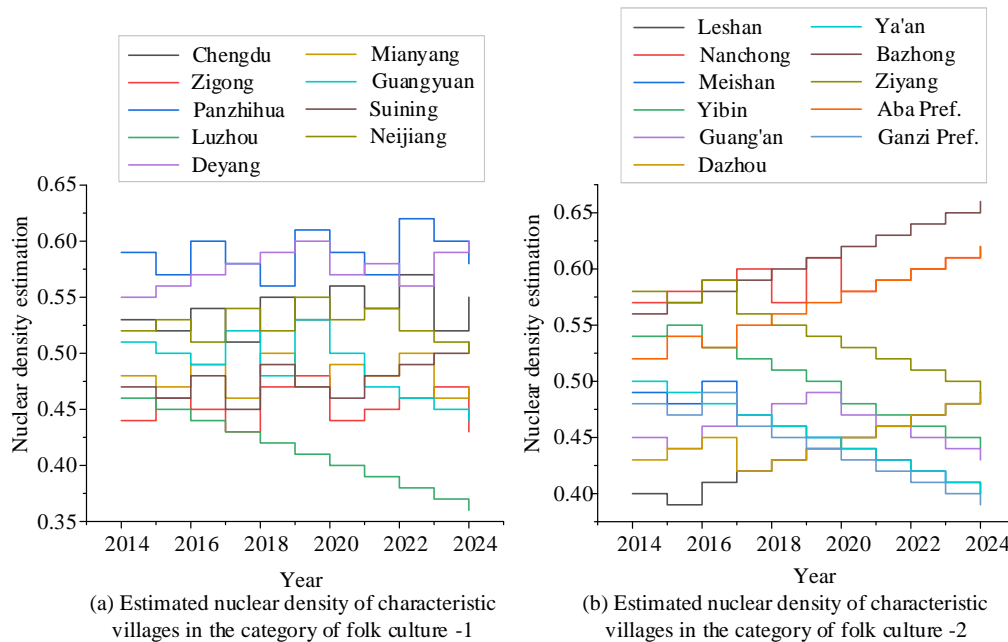 Chengdu
Zigong
Panzhihua
Luzhou
Deyang
Mianyang
Guangyuan
Suining
Neijiang
0.65
0.60
0.55
0.50
0.45
0.40
0.35
Nuclear density estimation
2014 2016 2018 2020 2022 2024
Year
(a) Estimated nuclear density of characteristic
villages in the category of folk culture -1
Leshan
Nanchong
Meishan
Yibin
Guang'an
Dazhou
Ya'an
Bazhong
Ziyang
Aba Pref.
Ganzi Pref.
0.65
0.60
0.55
0.50
0.45
0.40
Nuclear density estimation
2014 2016 2018 2020 2022 2024
Year
(b) Estimated nuclear density of characteristic
villages in the category of folk culture -2